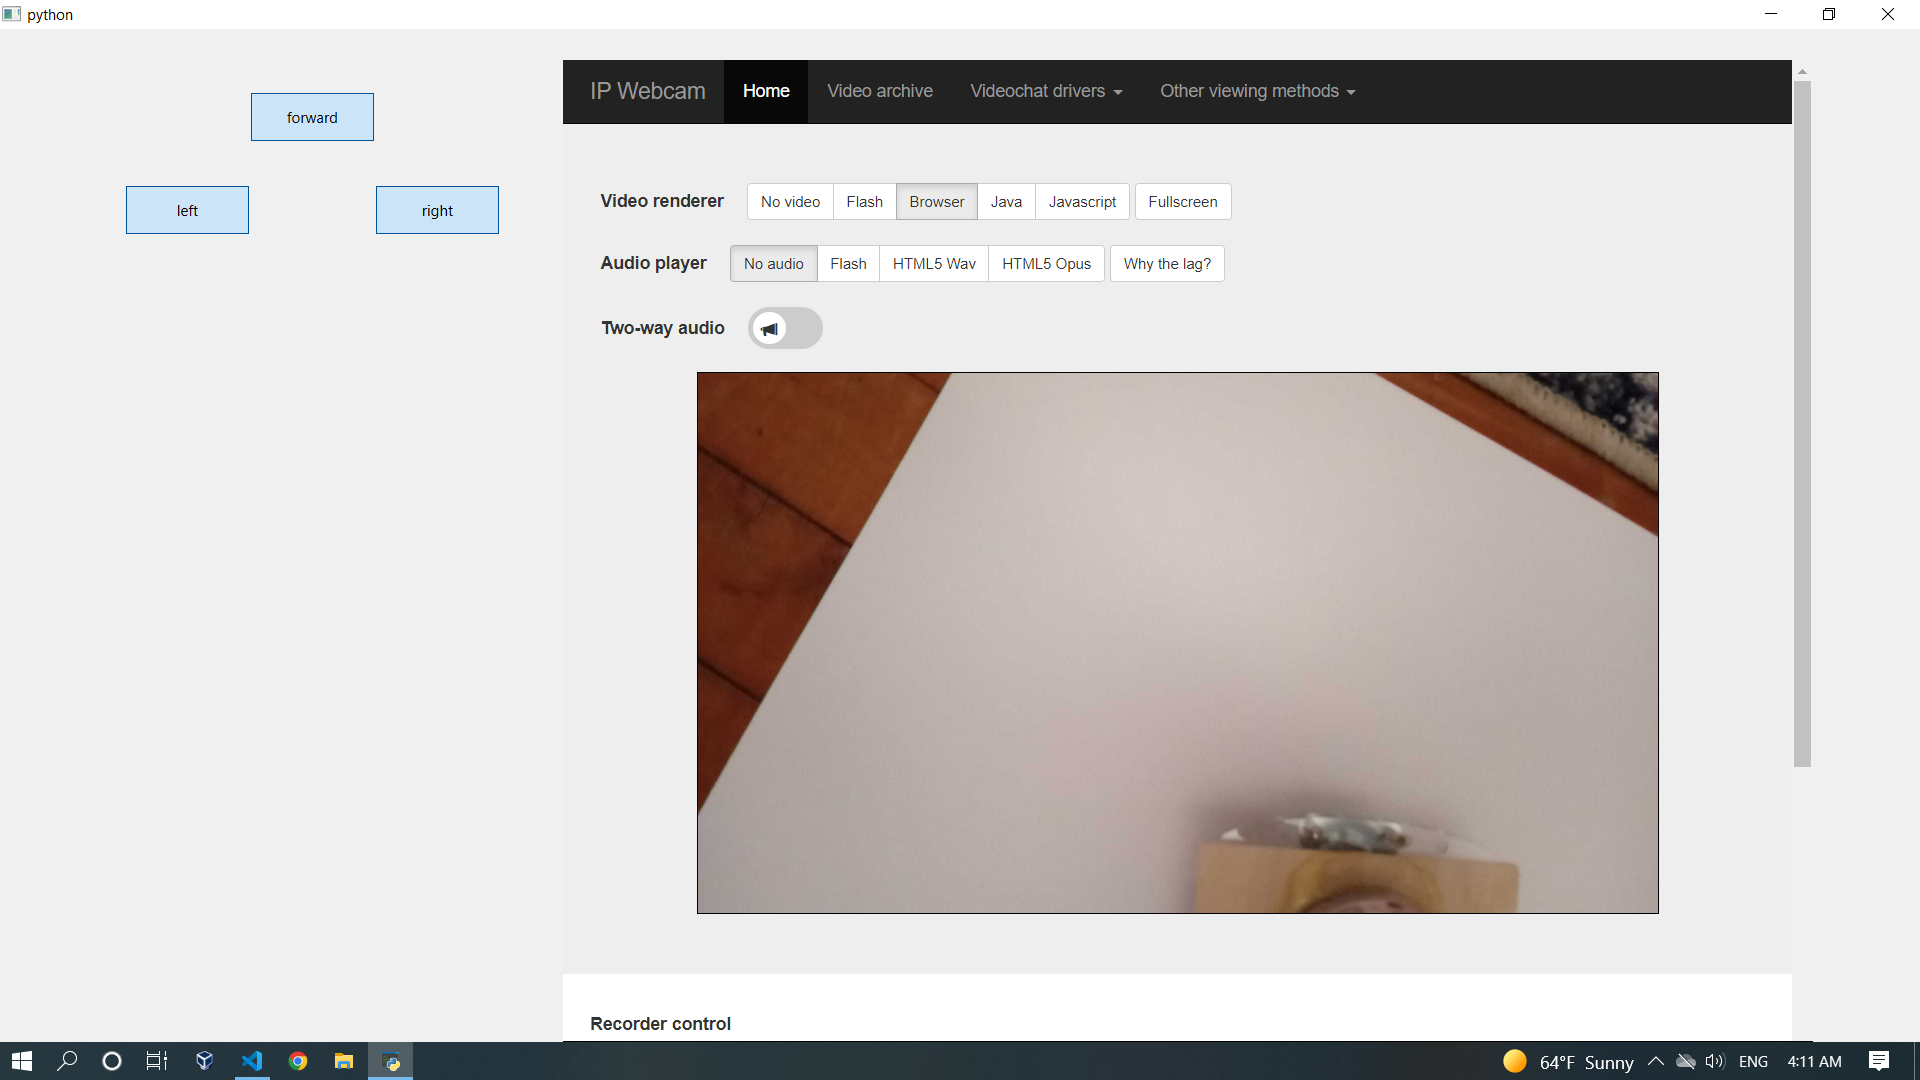 python
forward
left right
IP Webcam Home Video archive Videochat drivers Other viewing methods
Video renderer No video Flash Browser Java Javascript Fullscreen
Audio player No audio Flash HTML5 Wav HTML5 Opus Why the lag?
Two-way audio
Recorder control
64°F Sunny ENG 4:11 AM